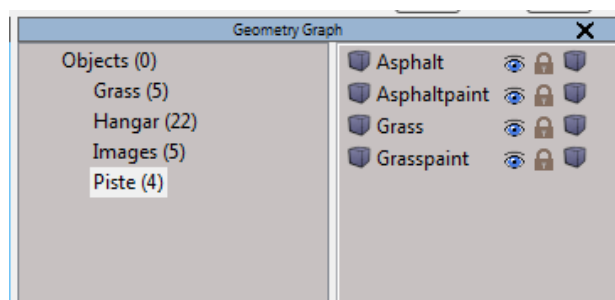 Geometry Graph
Objects (0)
Grass (5)
Hangar (22)
Images (5)
Piste (4)
Asphalt
Asphaltpaint
Grass
Grasspaint